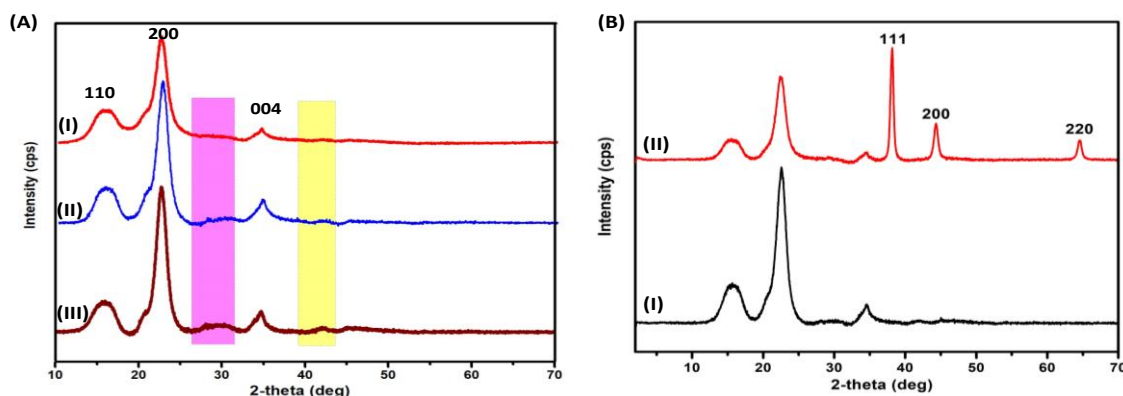 (A)
200
110
004
(I)
(II)
(III)
Intensity (cps)
10 20 30 40 50 60 70
2-theta (deg)
(B)
111
200
220
(II)
(I)
Intensity (cps)
10 20 30 40 50 60 70
2-theta (deg)